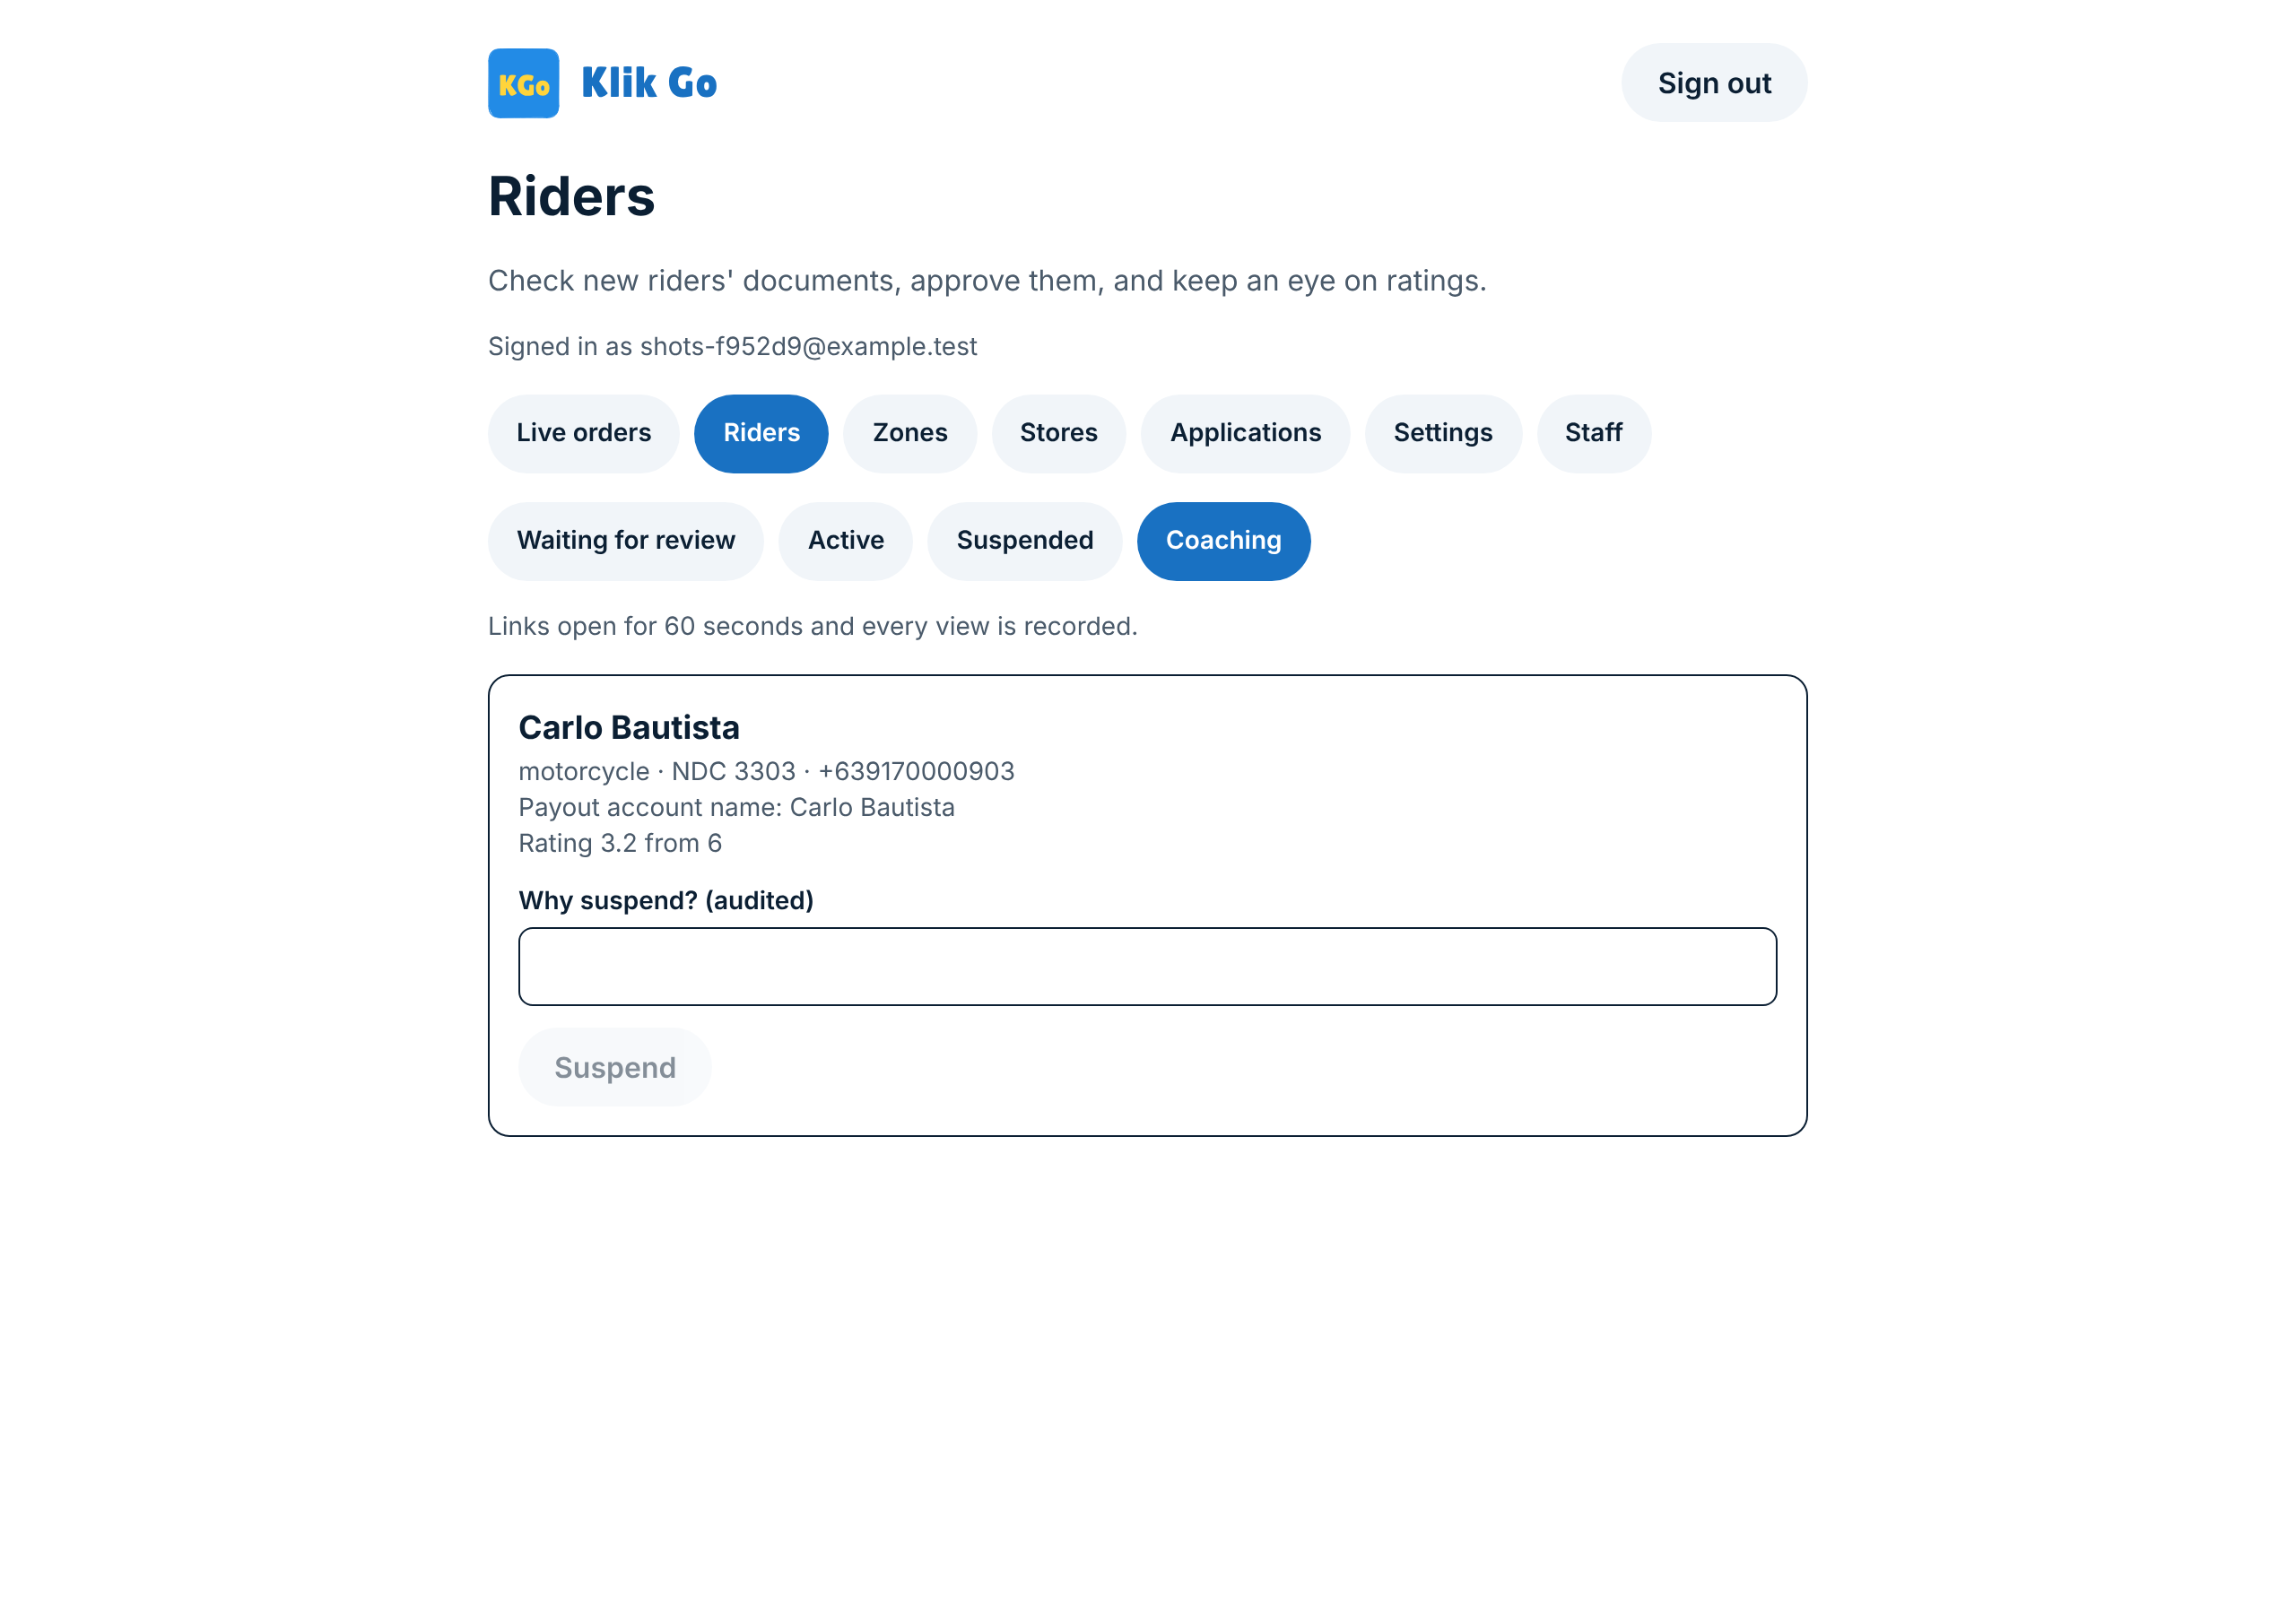 KGo Klik Go
Sign out
Riders
Check new riders' documents, approve them, and keep an eye on ratings.
Signed in as shots-f952d9@example.test
Live orders Riders Zones Stores Applications Settings Staff
Waiting for review Active Suspended Coaching
Links open for 60 seconds and every view is recorded.
Carlo Bautista
motorcycle · NDC 3303 · +639170000903
Payout account name: Carlo Bautista
Rating 3.2 from 6
Why suspend? (audited)
Suspend